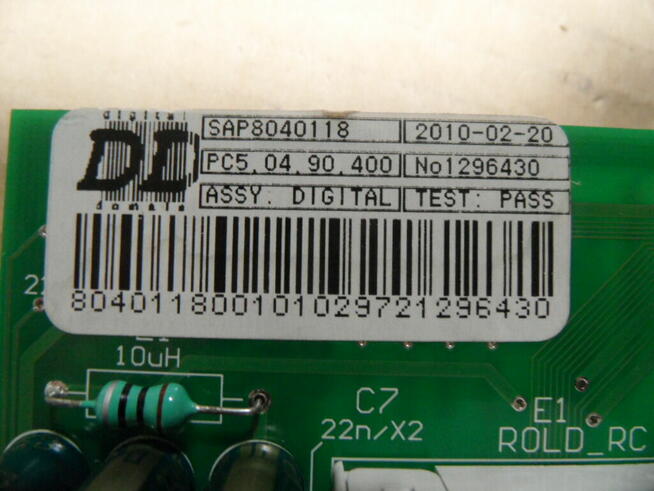 digital
DD
domain
SAP8040118 2010-02-20
PC5.04.90.400 No1296430
ASSY: DIGITAL TEST: PASS
804011800101029721296430
10uH
C7
22n/X2
E1
ROLD_RC